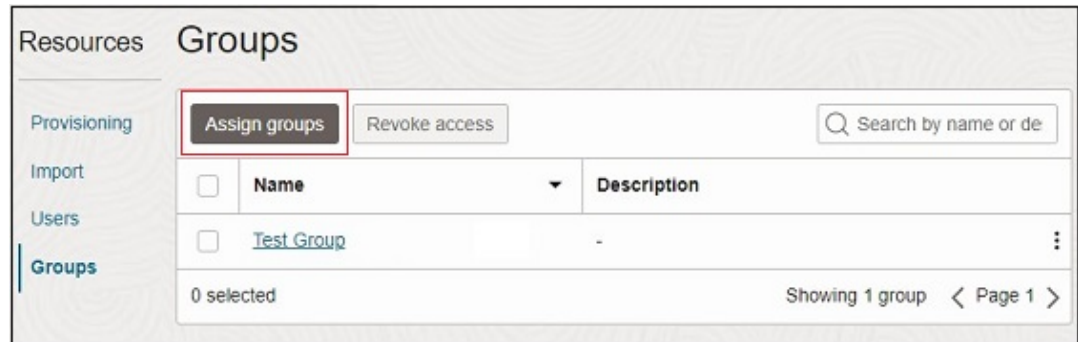 Resources
Groups
Provisioning
Import
Users
Groups
Assign groups
Revoke access
Search by name or de
Name
Description
Test Group
-
0 selected
Showing 1 group
Page 1